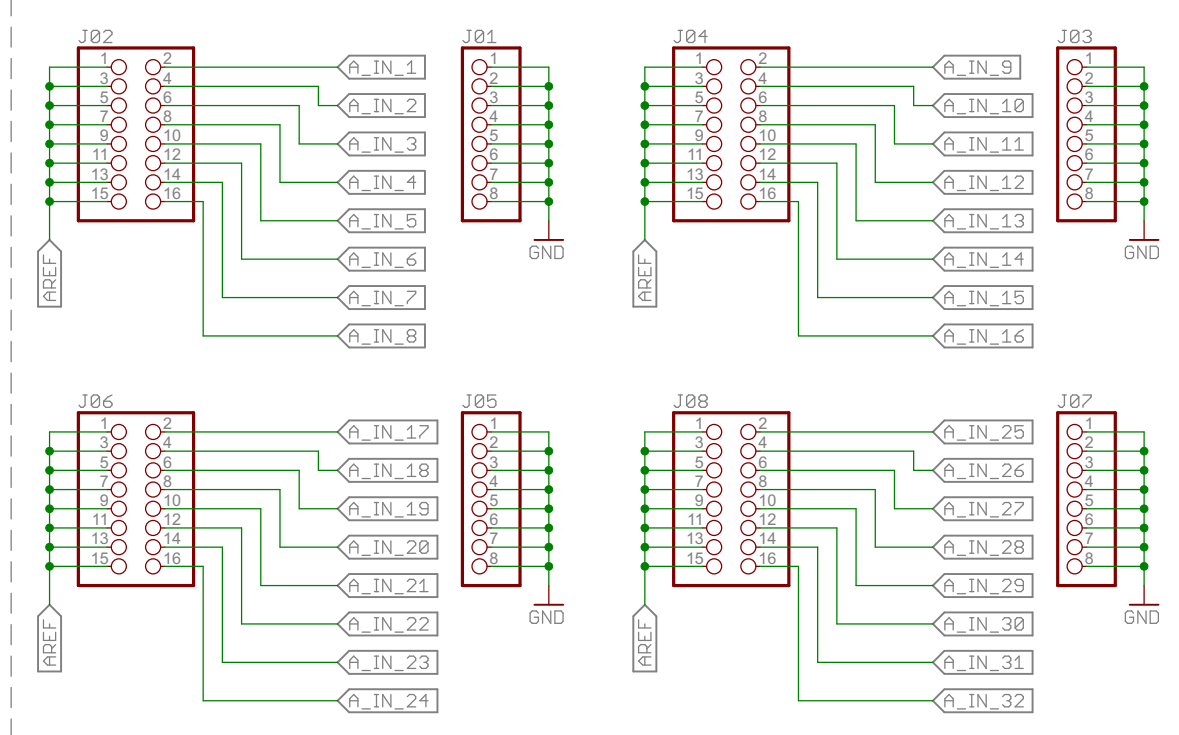 J02 J01 J04 J03
1 2 A_IN_1 1 1 2 A_IN_9 1
3 4 2 3 4 2
5 6 A_IN_2 3 5 6 A_IN_10 3
7 8 4 7 8 4
9 10 A_IN_3 5 9 10 A_IN_11 5
11 12 6 11 12 6
13 14 A_IN_4 7 13 14 A_IN_12 7
15 16 8 15 16 8
A_IN_5 A_IN_13
GND GND
AREF A_IN_6 AREF A_IN_14
A_IN_7 A_IN_15
A_IN_8 A_IN_16
J06 J05 J08 J07
1 2 A_IN_17 1 1 2 A_IN_25 1
3 4 2 3 4 2
5 6 A_IN_18 3 5 6 A_IN_26 3
7 8 4 7 8 4
9 10 A_IN_19 5 9 10 A_IN_27 5
11 12 6 11 12 6
13 14 A_IN_20 7 13 14 A_IN_28 7
15 16 8 15 16 8
A_IN_21 A_IN_29
GND GND
AREF A_IN_22 AREF A_IN_30
A_IN_23 A_IN_31
A_IN_24 A_IN_32